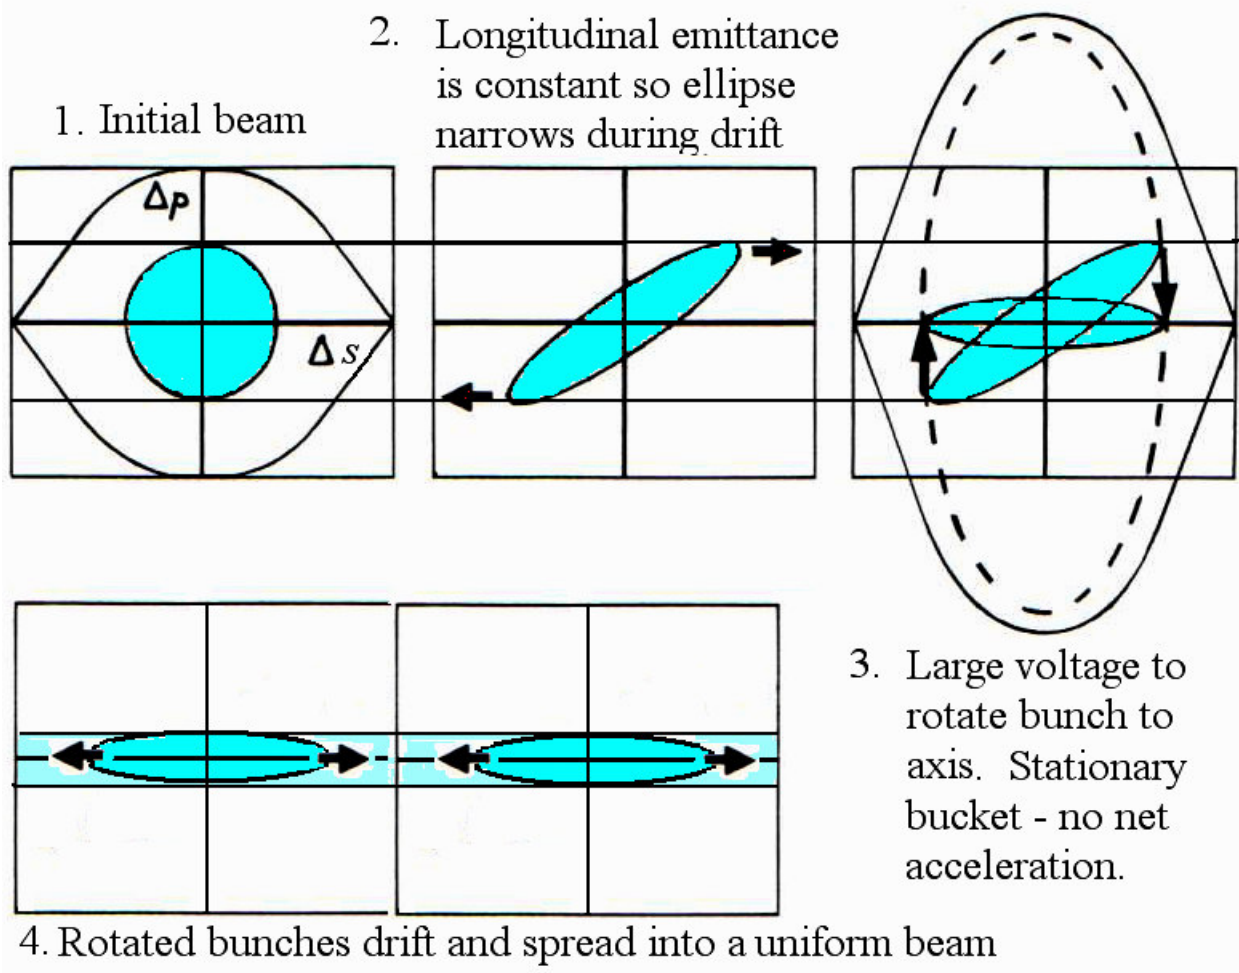 1. Initial beam
Δp
Δs
2. Longitudinal emittance
is constant so ellipse
narrows during drift
3. Large voltage to
rotate bunch to
axis. Stationary
bucket - no net
acceleration.
4. Rotated bunches drift and spread into a uniform beam